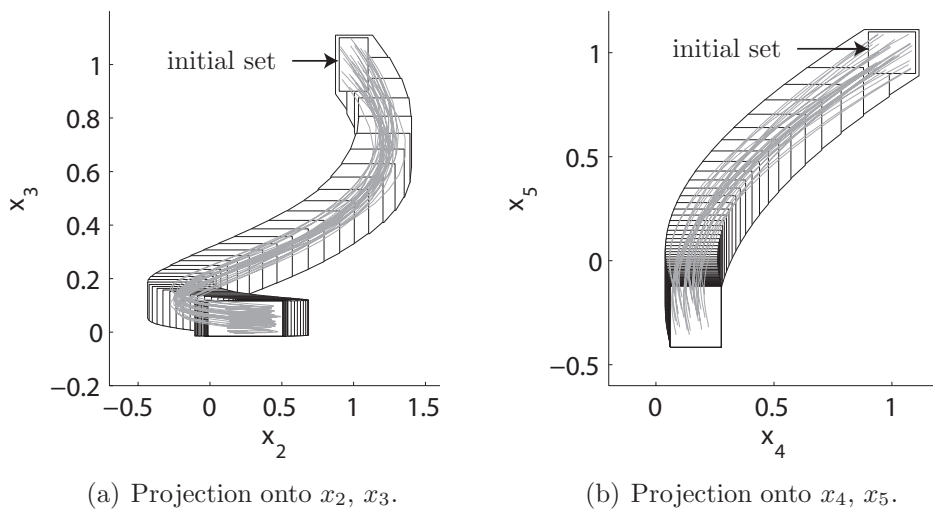 initial set
1
0.8
0.6
0.4
0.2
0
−0.2
x3
−0.5 0 0.5 1 1.5
x2
(a) Projection onto x2, x3.
initial set
1
0.5
0
−0.5
x5
0 0.5 1
x4
(b) Projection onto x4, x5.